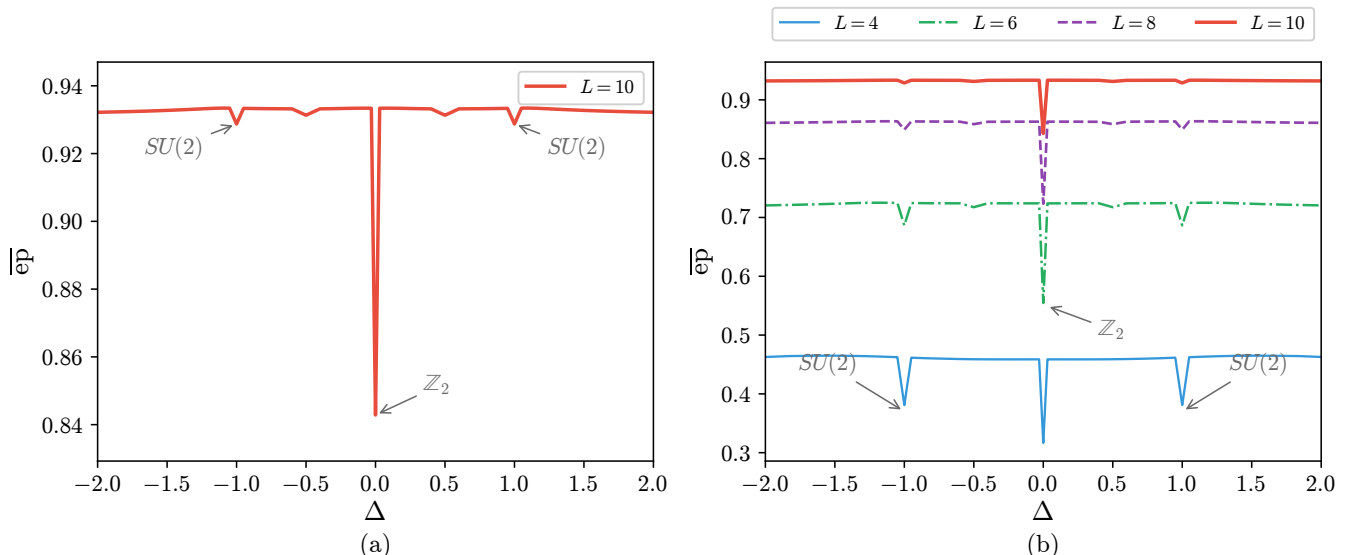 L = 4 L = 6 L = 8 L = 10
0.94
0.92
0.90
0.88
0.86
0.84
ep
L = 10
SU(2)
SU(2)
ℤ₂
−2.0 −1.5 −1.0 −0.5 0.0 0.5 1.0 1.5 2.0
Δ
(a)
0.9
0.8
0.7
0.6
0.5
0.4
0.3
ep
ℤ₂
SU(2)
SU(2)
−2.0 −1.5 −1.0 −0.5 0.0 0.5 1.0 1.5 2.0
Δ
(b)